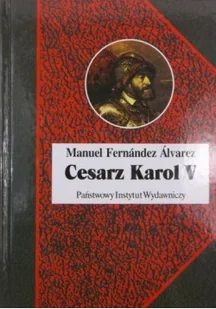 Manuel Fernández Álvarez
Cesarz Karol V
Państwowy Instytut Wydawniczy